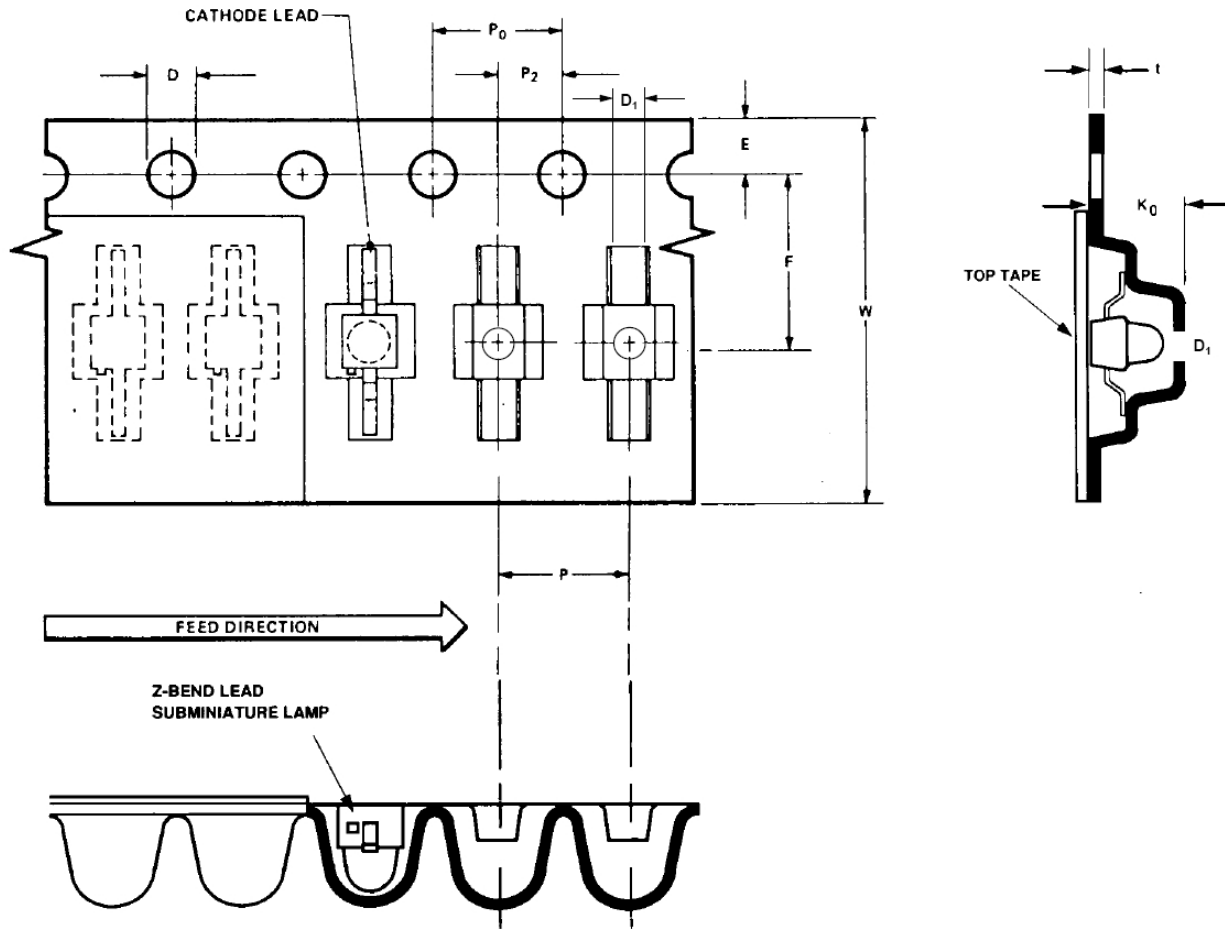 CATHODE LEAD
P₀
D
P₂
D₁
t
E
K₀
F
W
TOP TAPE
D₁
P
FEED DIRECTION
Z-BEND LEAD
SUBMINIATURE LAMP